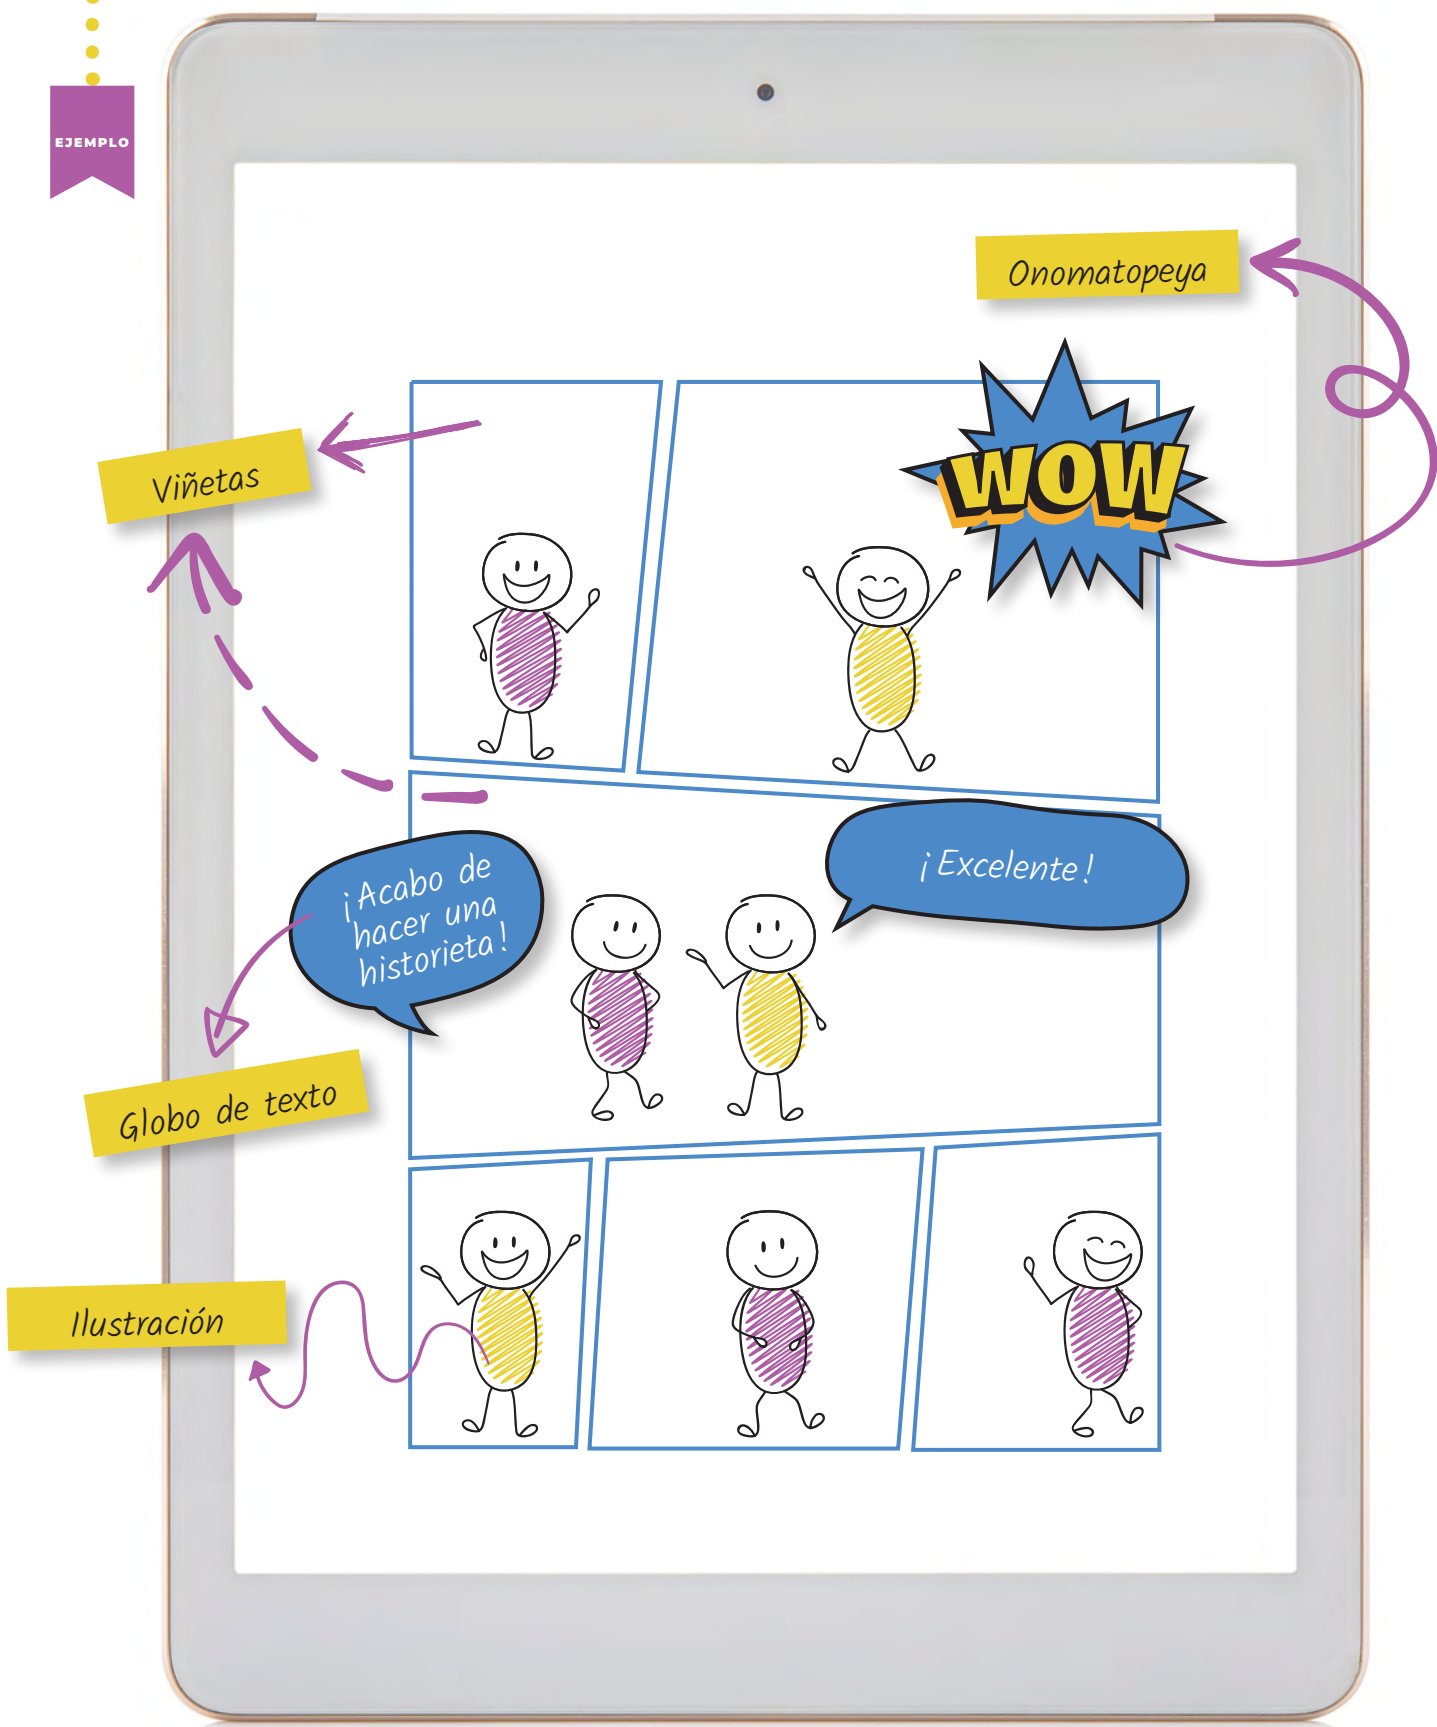 EJEMPLO
Onomatopeya
WOW
Viñetas
¡Acabo de
hacer una
historieta!
¡Excelente!
Globo de texto
Ilustración